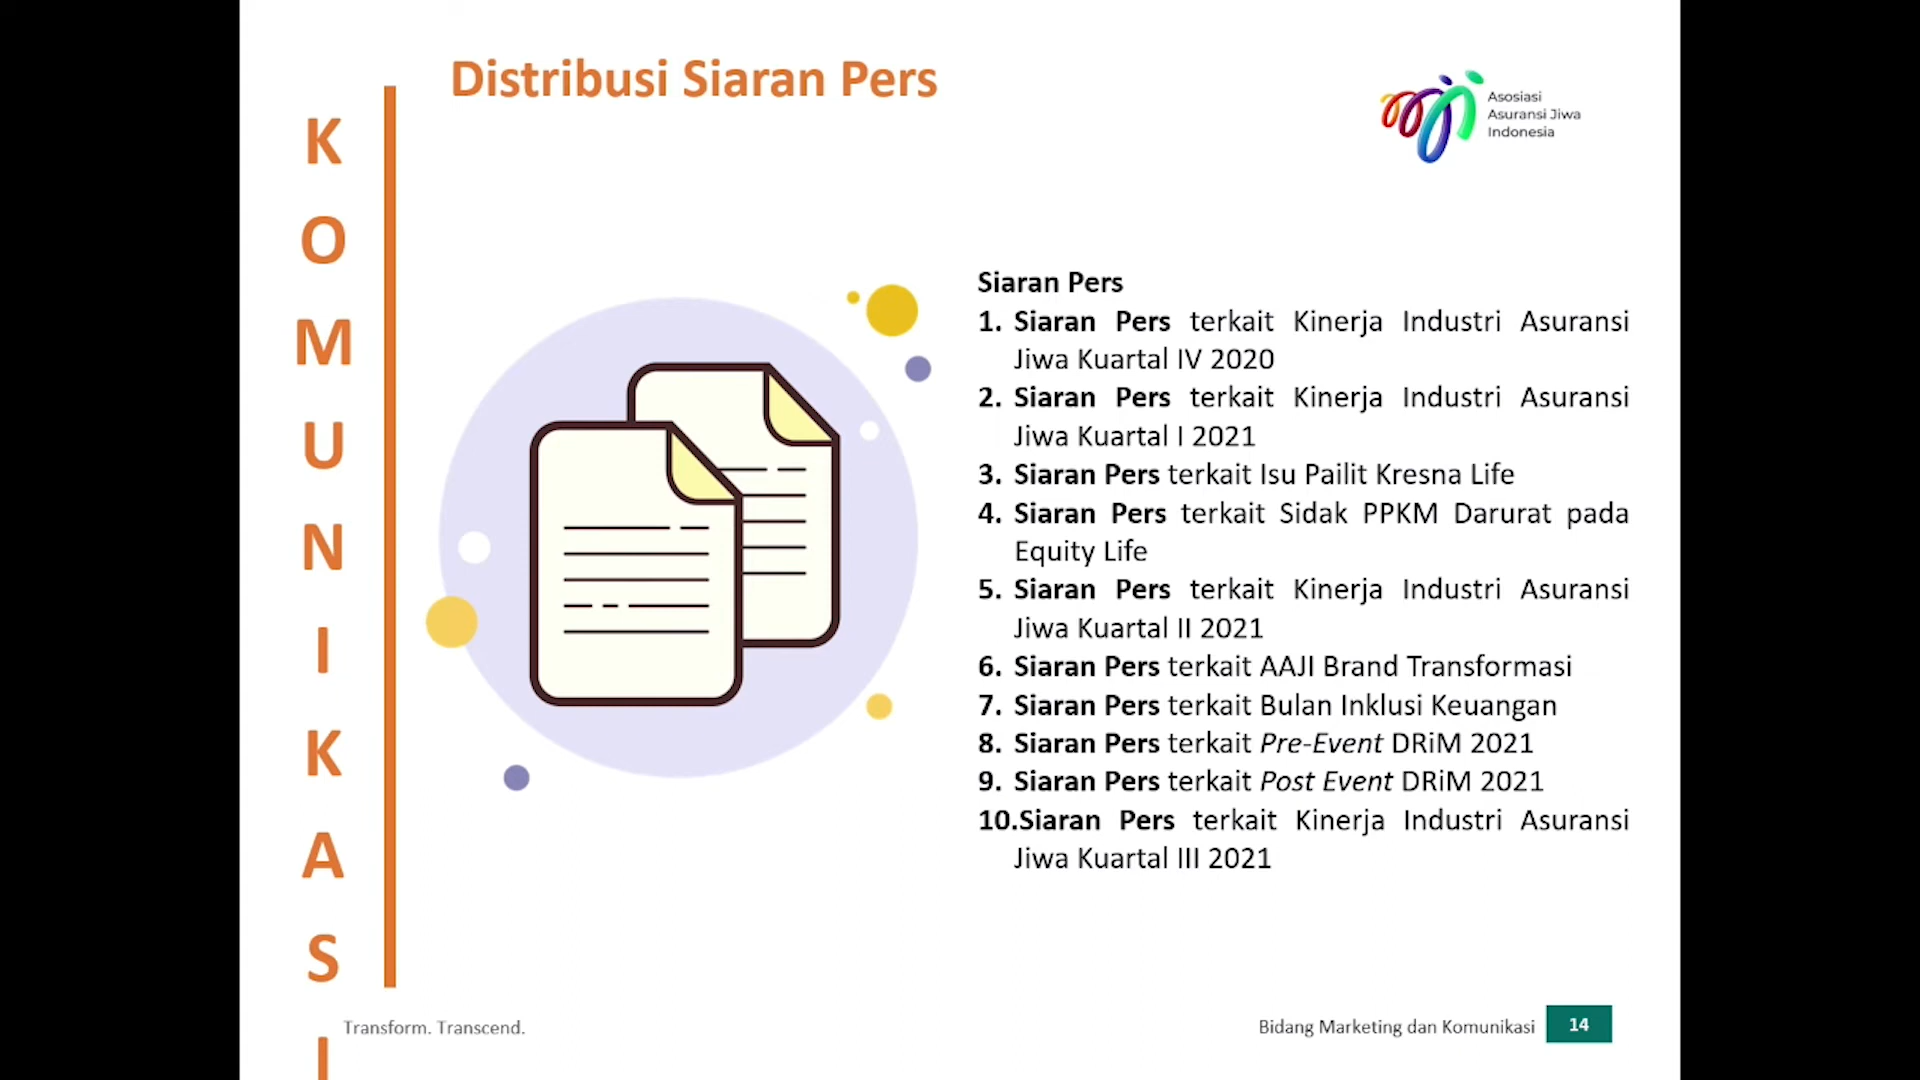 Distribusi Siaran Pers
Asosiasi
Asuransi Jiwa
Indonesia
K
O
M
U
N
I
K
A
S
I
Siaran Pers
1. Siaran Pers terkait Kinerja Industri Asuransi
Jiwa Kuartal IV 2020
2. Siaran Pers terkait Kinerja Industri Asuransi
Jiwa Kuartal I 2021
3. Siaran Pers terkait Isu Pailit Kresna Life
4. Siaran Pers terkait Sidak PPKM Darurat pada
Equity Life
5. Siaran Pers terkait Kinerja Industri Asuransi
Jiwa Kuartal II 2021
6. Siaran Pers terkait AAJI Brand Transformasi
7. Siaran Pers terkait Bulan Inklusi Keuangan
8. Siaran Pers terkait Pre-Event DRiM 2021
9. Siaran Pers terkait Post Event DRiM 2021
10.Siaran Pers terkait Kinerja Industri Asuransi
Jiwa Kuartal III 2021
Transform. Transcend.
Bidang Marketing dan Komunikasi 14